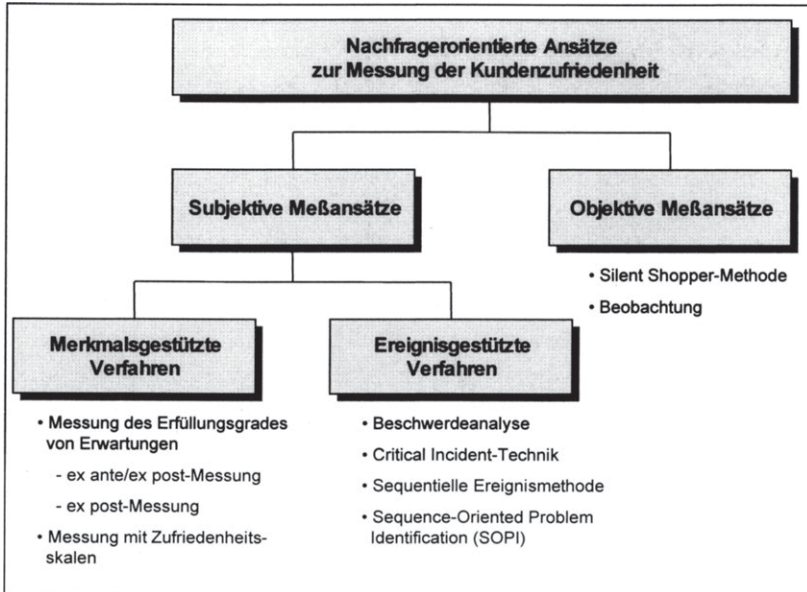 Nachfragerorientierte Ansätze
zur Messung der Kundenzufriedenheit
Subjektive Meßansätze
Objektive Meßansätze
• Silent Shopper-Methode
• Beobachtung
Merkmalsgestützte
Verfahren
• Messung des Erfüllungsgrades
von Erwartungen
- ex ante/ex post-Messung
- ex post-Messung
• Messung mit Zufriedenheits-
skalen
Ereignisgestützte
Verfahren
• Beschwerdeanalyse
• Critical Incident-Technik
• Sequentielle Ereignismethode
• Sequence-Oriented Problem
Identification (SOPI)